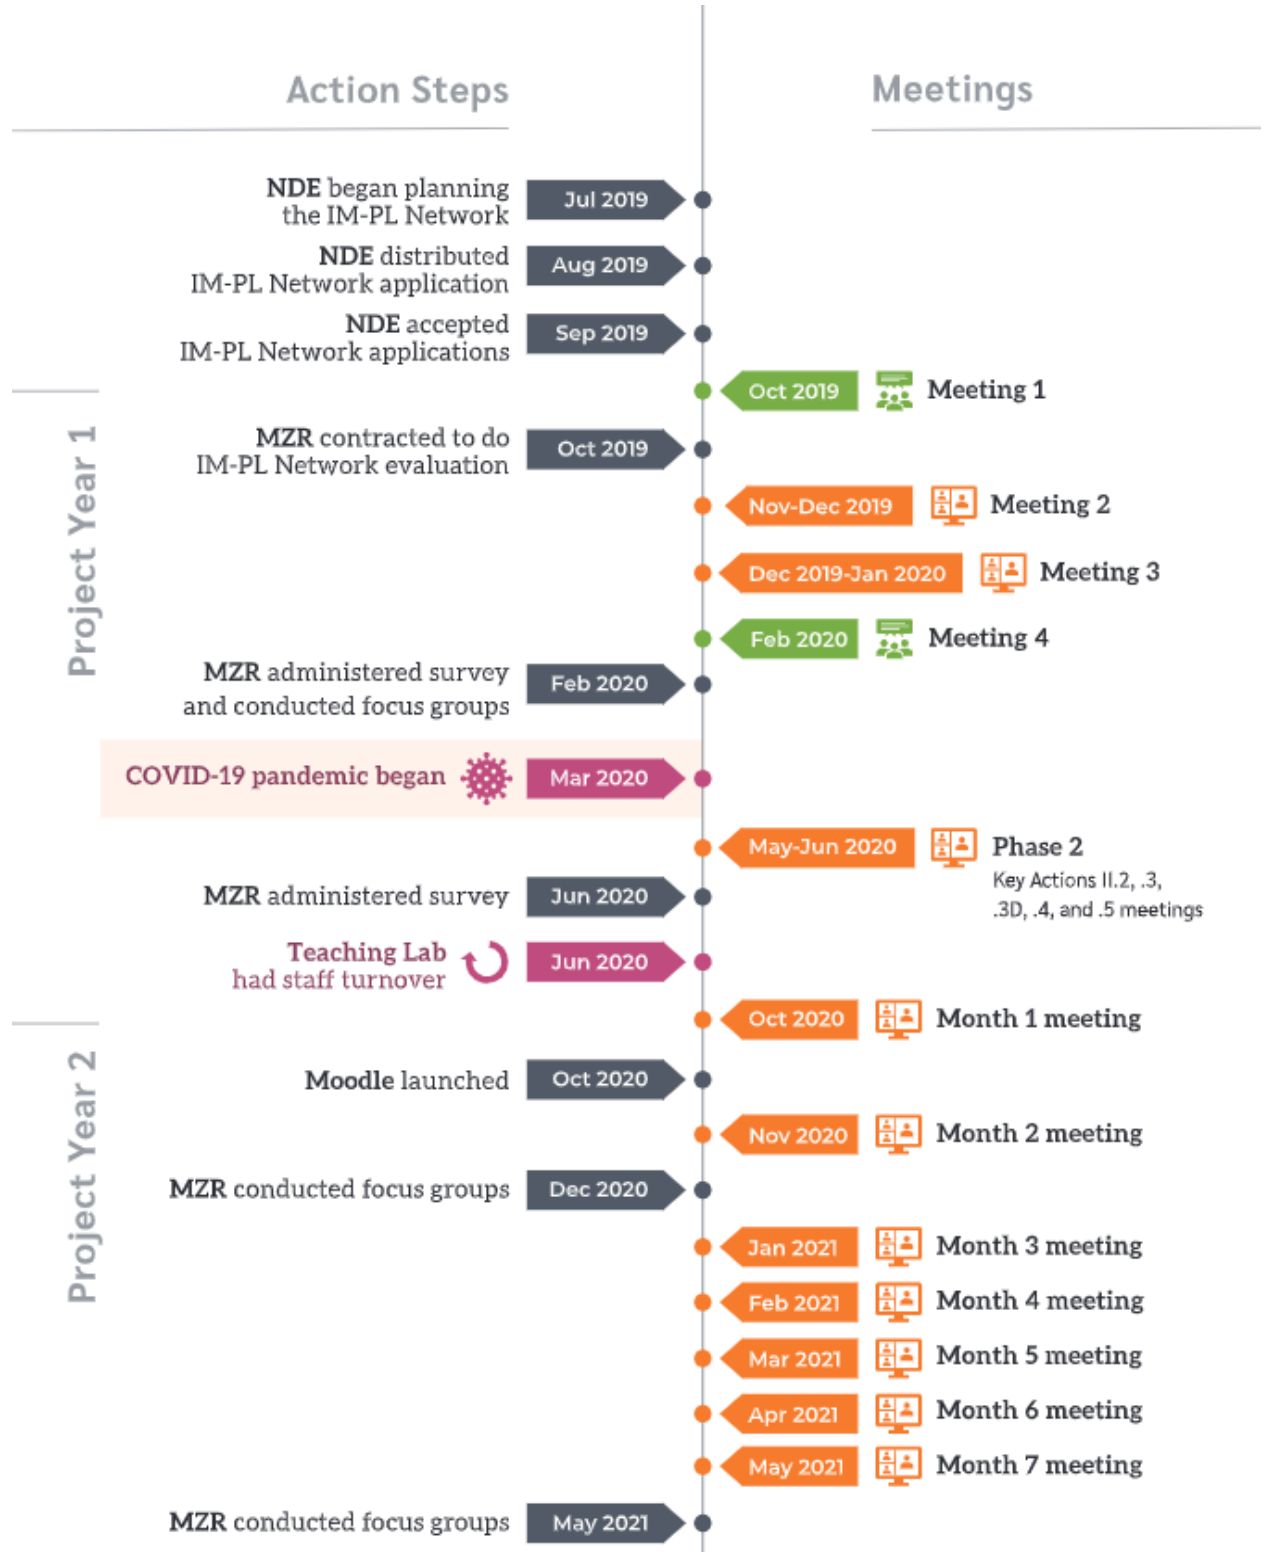 Action Steps
Meetings
NDE began planning
the IM-PL Network
Jul 2019
NDE distributed
IM-PL Network application
Aug 2019
NDE accepted
IM-PL Network applications
Sep 2019
Oct 2019
Meeting 1
Project Year 1
MZR contracted to do
IM-PL Network evaluation
Oct 2019
Nov-Dec 2019
Meeting 2
Dec 2019-Jan 2020
Meeting 3
Feb 2020
Meeting 4
MZR administered survey
and conducted focus groups
Feb 2020
COVID-19 pandemic began
Mar 2020
May-Jun 2020
Phase 2
Key Actions II.2, .3,
.3D, .4, and .5 meetings
MZR administered survey
Jun 2020
Teaching Lab
had staff turnover
Jun 2020
Oct 2020
Month 1 meeting
Project Year 2
Moodle launched
Oct 2020
Nov 2020
Month 2 meeting
MZR conducted focus groups
Dec 2020
Jan 2021
Month 3 meeting
Feb 2021
Month 4 meeting
Mar 2021
Month 5 meeting
Apr 2021
Month 6 meeting
May 2021
Month 7 meeting
MZR conducted focus groups
May 2021